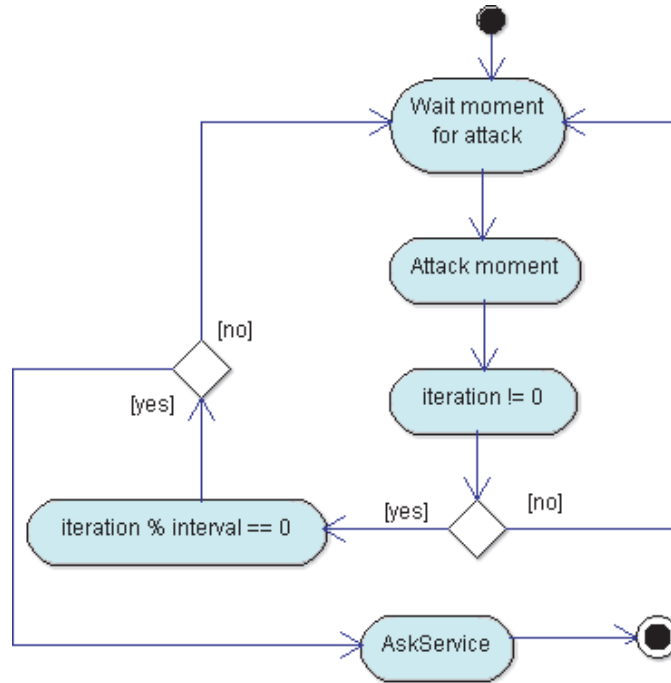 Wait moment
for attack
Attack moment
[no]
[yes]
iteration != 0
[yes]
[no]
iteration % interval == 0
AskService